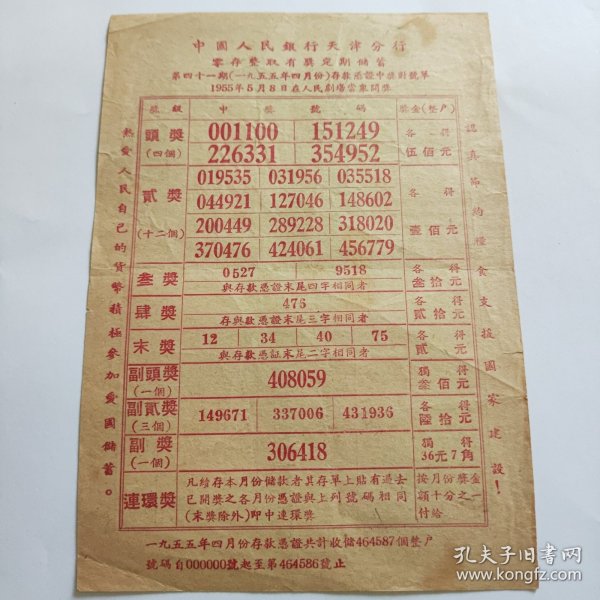 中國人民銀行天津分行
零存整取有獎定期儲蓄
第四十一期(一九五五年四月份)存款憑證中獎對號單
1955年5月8日在人民劇場當衆開獎
獎級 中獎號碼 獎金(整户)
頭獎 001100 151249 各得
(四個) 226331 354952 伍佰元
019535 031956 035518
貳獎 044921 127046 148602 各得
(十二個) 200449 289228 318020 壹佰元
370476 424061 456779
叁獎 0527 9518 各得
與存款憑證末尾四字相同者 叁拾元
肆獎 476 各得
存與款憑證末尾三字相同者 貳拾元
末獎 12 34 40 75 各得
與存款憑証末尾二字相同者 貳元
副頭獎 408059 獨得
(一個) 叁佰元
副貳獎 149671 337006 431936 各得
(三個) 陸拾元
副獎 306418 獨得
(一個) 36元7角
連環獎 凡續存本月份儲款者其存單上貼有過去 按月份獎金
已開獎之各月份憑證與上列號碼相同 額十分之一
(末獎除外)即中連環獎 付給
一九五五年四月份存款憑證共計收儲464587個整户
號碼自000000號起至第464586號止
熱愛人民自己的貨幣積極參加愛國儲蓄。
認真節約糧食支援國家建設!
孔夫子旧书网
www.kongfz.com